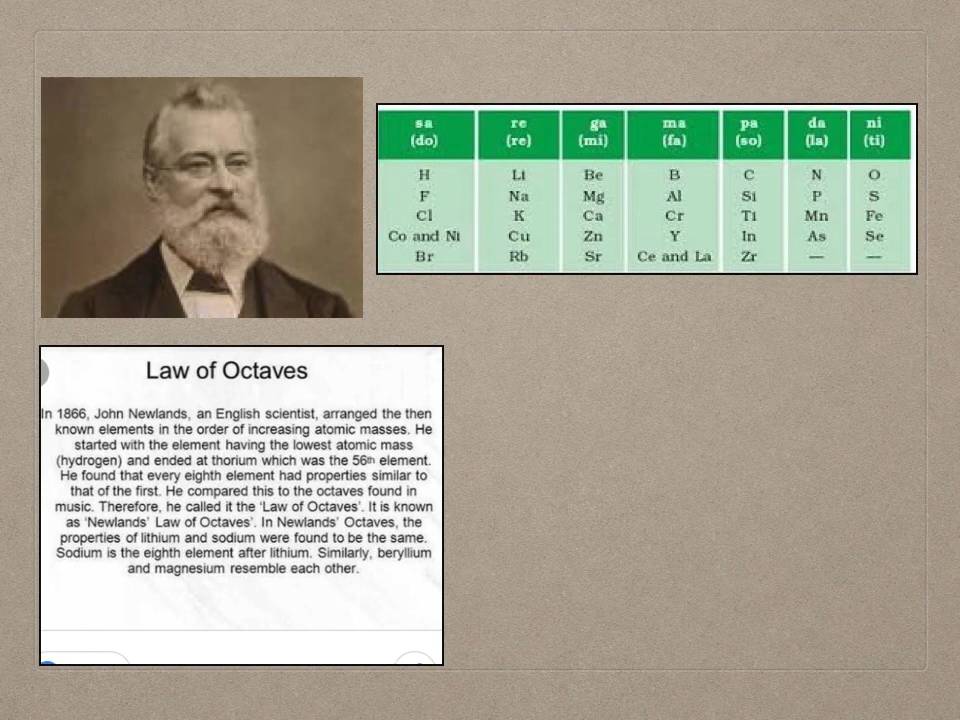 sa re ga ma pa da ni
(do) (re) (mi) (fa) (so) (la) (ti)
H Li Be B C N O
F Na Mg Al Si P S
Cl K Ca Cr Ti Mn Fe
Co and Ni Cu Zn Y In As Se
Br Rb Sr Ce and La Zr — —
Law of Octaves
In 1866, John Newlands, an English scientist, arranged the then
known elements in the order of increasing atomic masses. He
started with the element having the lowest atomic mass
(hydrogen) and ended at thorium which was the 56th element.
He found that every eighth element had properties similar to
that of the first. He compared this to the octaves found in
music. Therefore, he called it the ‘Law of Octaves’. It is known
as ‘Newlands’ Law of Octaves’. In Newlands’ Octaves, the
properties of lithium and sodium were found to be the same.
Sodium is the eighth element after lithium. Similarly, beryllium
and magnesium resemble each other.